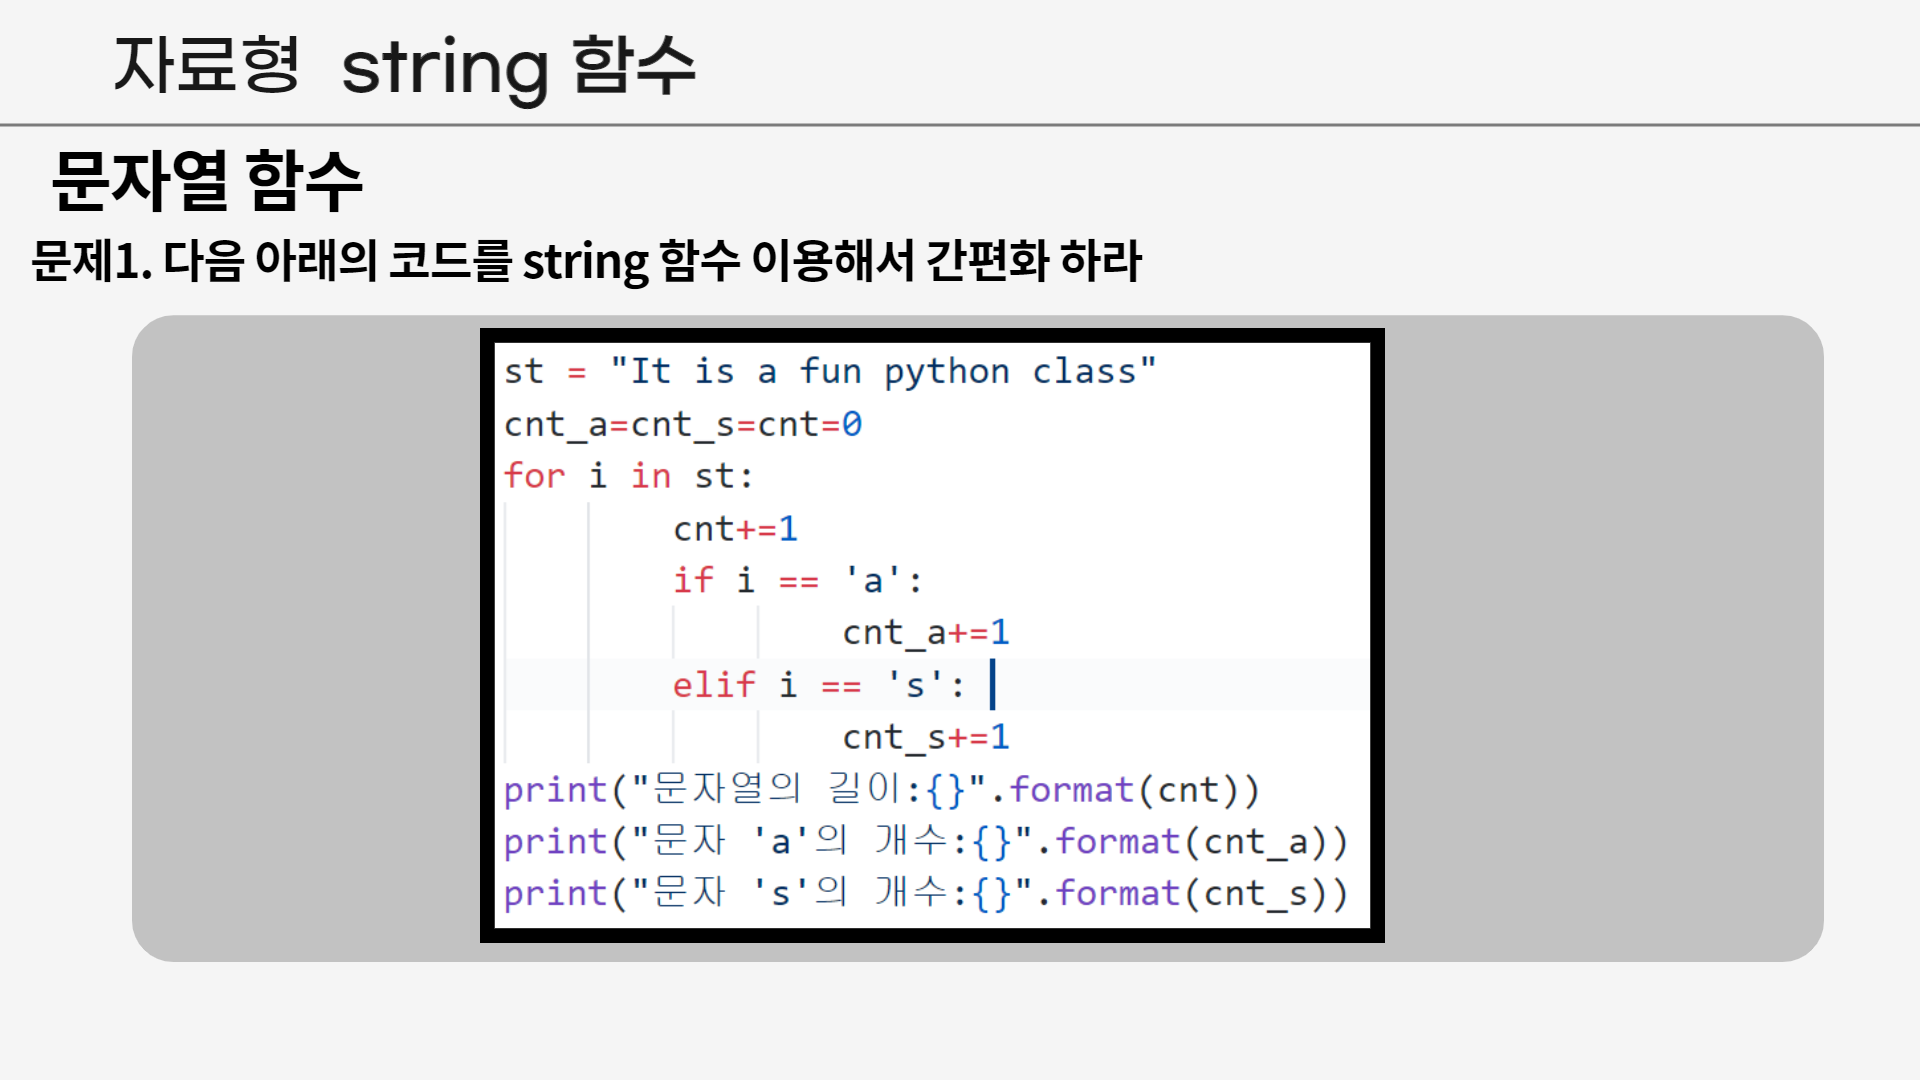 자료형 string 함수
문자열 함수
문제1. 다음 아래의 코드를 string 함수 이용해서 간편화 하라
st = "It is a fun python class"
cnt_a=cnt_s=cnt=0
for i in st:
cnt+=1
if i == 'a':
cnt_a+=1
elif i == 's':
cnt_s+=1
print("문자열의 길이:{}".format(cnt))
print("문자 'a'의 개수:{}".format(cnt_a))
print("문자 's'의 개수:{}".format(cnt_s))